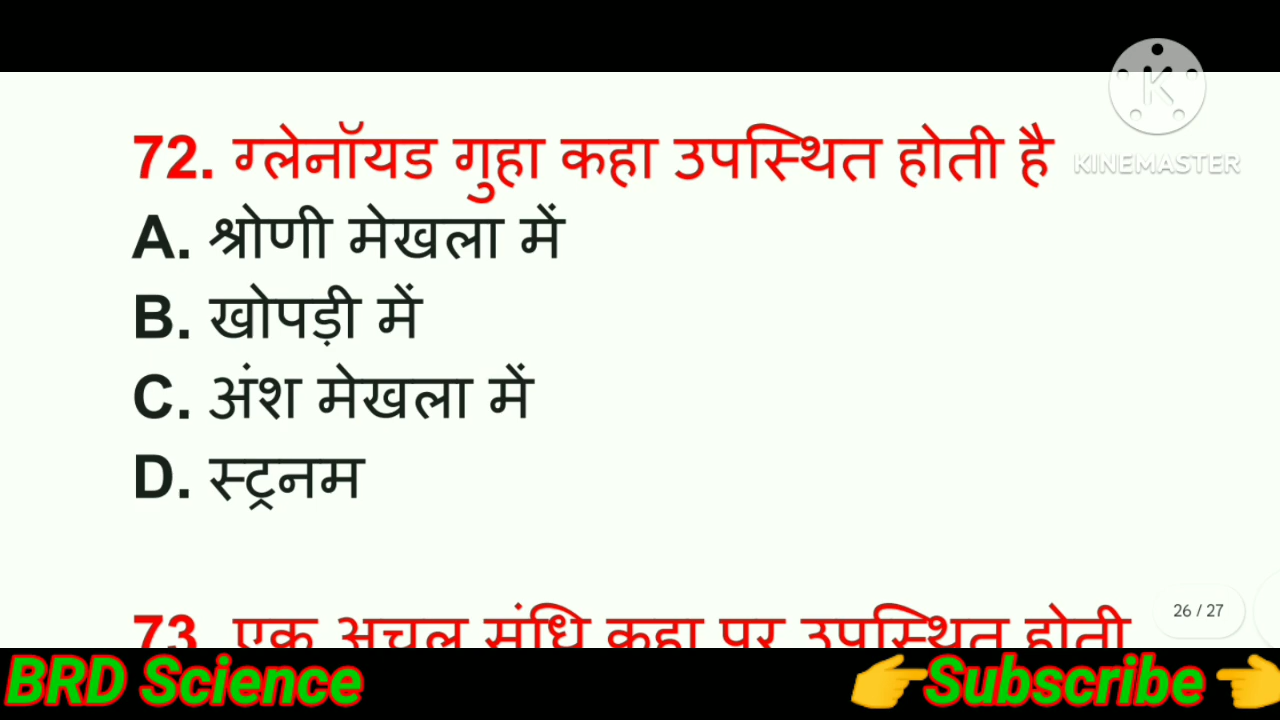 KINEMASTER
72. ग्लेनॉयड गुहा कहा उपस्थित होती है
A. श्रोणी मेखला में
B. खोपड़ी में
C. अंश मेखला में
D. स्ट्रनम
26 / 27
73. एक अचल संधि कहा पर उपस्थित होती
BRD Science
👉Subscribe👈